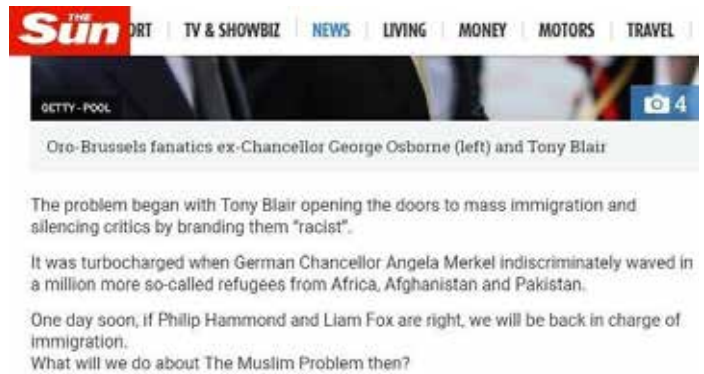 THE
Sun
ORT TV & SHOWBIZ NEWS LIVING MONEY MOTORS TRAVEL
GETTY - POOL
4
Oro-Brussels fanatics ex-Chancellor George Osborne (left) and Tony Blair
The problem began with Tony Blair opening the doors to mass immigration and
silencing critics by branding them "racist".
It was turbocharged when German Chancellor Angela Merkel indiscriminately waved in
a million more so-called refugees from Africa, Afghanistan and Pakistan.
One day soon, if Philip Hammond and Liam Fox are right, we will be back in charge of
immigration.
What will we do about The Muslim Problem then?